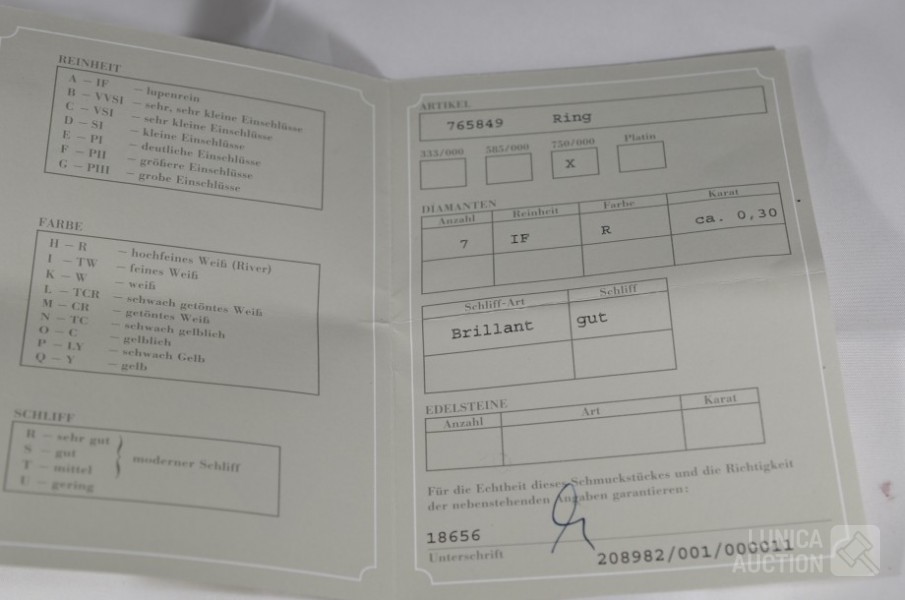 REINHEIT
A – IF – lupenrein
B – VVSI – sehr, sehr kleine Einschlüsse
C – VSI – sehr kleine Einschlüsse
D – SI – kleine Einschlüsse
E – PI – deutliche Einschlüsse
F – PII – größere Einschlüsse
G – PIII – grobe Einschlüsse
FARBE
H – R – hochfeines Weiß (River)
I – TW – feines Weiß
K – W – weiß
L – TCR – schwach getöntes Weiß
M – CR – getöntes Weiß
N – TC – schwach gelblich
O – C – gelblich
P – LY – schwach Gelb
Q – Y – gelb
SCHLIFF
R – sehr gut
S – gut
T – mittel
U – gering
moderner Schliff
ARTIKEL
765849 Ring
333/000 585/000 750/000 Platin
X
DIAMANTEN
Anzahl Reinheit Farbe Karat
7 IF R ca. 0,30
Schliff-Art Schliff
Brillant gut
EDELSTEINE
Anzahl Art Karat
Für die Echtheit dieses Schmuckstückes und die Richtigkeit
der nebenstehenden Angaben garantieren:
18656
Unterschrift 208982/001/000011
LUNICA
AUCTION